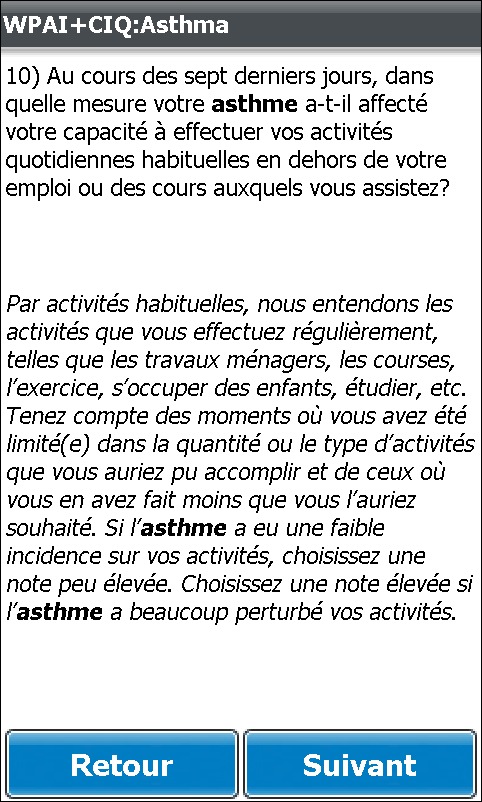 WPAI+CIQ:Asthma
10) Au cours des sept derniers jours, dans
quelle mesure votre asthme a-t-il affecté
votre capacité à effectuer vos activités
quotidiennes habituelles en dehors de votre
emploi ou des cours auxquels vous assistez?
Par activités habituelles, nous entendons les
activités que vous effectuez régulièrement,
telles que les travaux ménagers, les courses,
l’exercice, s’occuper des enfants, étudier, etc.
Tenez compte des moments où vous avez été
limité(e) dans la quantité ou le type d’activités
que vous auriez pu accomplir et de ceux où
vous en avez fait moins que vous l’auriez
souhaité. Si l’asthme a eu une faible
incidence sur vos activités, choisissez une
note peu élevée. Choisissez une note élevée si
l’asthme a beaucoup perturbé vos activités.
Retour Suivant